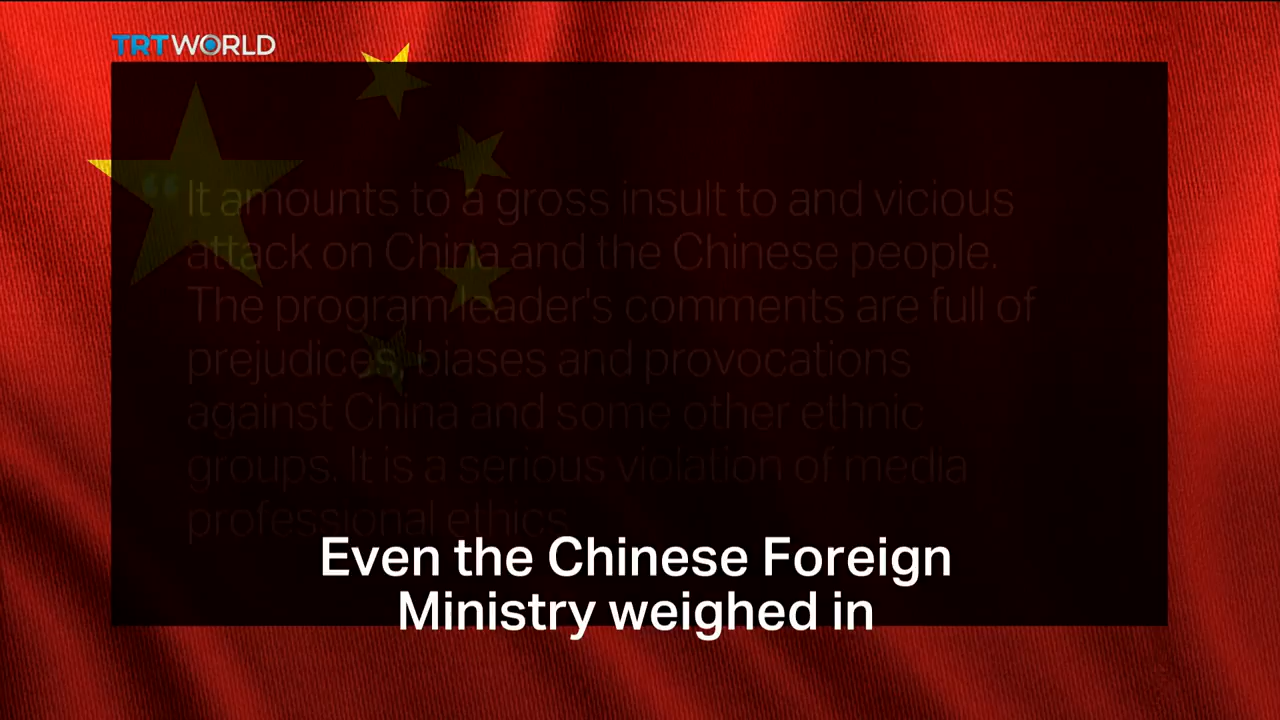 TRTWORLD
“It amounts to a gross insult to and vicious
attack on China and the Chinese people.
The program leader's comments are full of
prejudices, biases and provocations
against China and some other ethnic
groups. It is a serious violation of media
professional ethics.
Even the Chinese Foreign
Ministry weighed in